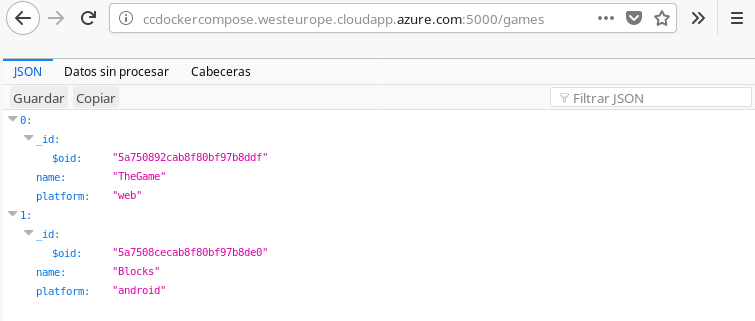 ccdockercompose.westeurope.cloudapp.azure.com:5000/games
JSON Datos sin procesar Cabeceras
Guardar Copiar Filtrar JSON
0:
_id:
$oid: "5a750892cab8f80bf97b8ddf"
name: "TheGame"
platform: "web"
1:
_id:
$oid: "5a7508cecab8f80bf97b8de0"
name: "Blocks"
platform: "android"